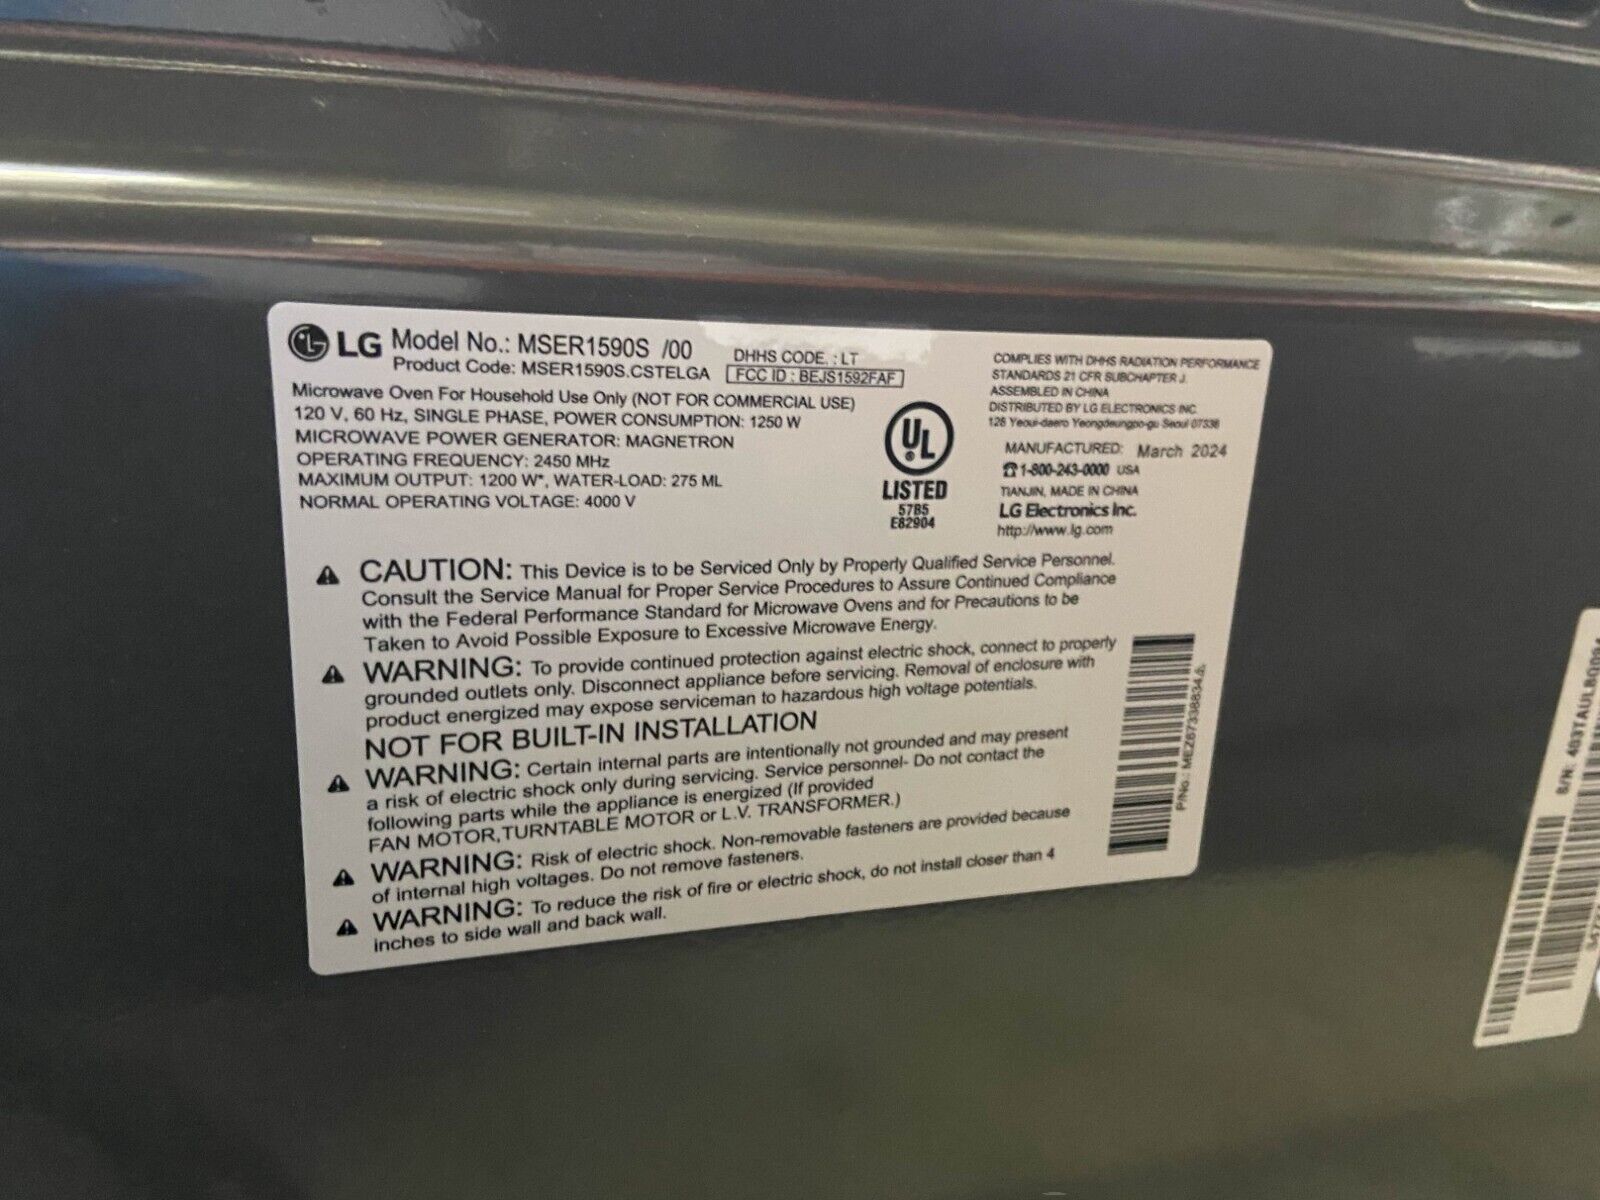 LG Model No.: MSER1590S /00
Product Code: MSER1590S.CSTELGA
DHHS CODE. : LT
FCC ID : BEJS1592FAF
Microwave Oven For Household Use Only (NOT FOR COMMERCIAL USE)
120 V, 60 Hz, SINGLE PHASE, POWER CONSUMPTION: 1250 W
MICROWAVE POWER GENERATOR: MAGNETRON
OPERATING FREQUENCY: 2450 MHz
MAXIMUM OUTPUT: 1200 W*, WATER-LOAD: 275 ML
NORMAL OPERATING VOLTAGE: 4000 V
UL
LISTED
57B5
E82904
COMPLIES WITH DHHS RADIATION PERFORMANCE
STANDARDS 21 CFR SUBCHAPTER J.
ASSEMBLED IN CHINA
DISTRIBUTED BY LG ELECTRONICS INC.
128 Yeoui-daero Yeongdeungpo-gu Seoul 07336
MANUFACTURED: March 2024
☎1-800-243-0000 USA
TIANJIN, MADE IN CHINA
LG Electronics Inc.
http://www.lg.com
CAUTION: This Device is to be Serviced Only by Properly Qualified Service Personnel.
Consult the Service Manual for Proper Service Procedures to Assure Continued Compliance
with the Federal Performance Standard for Microwave Ovens and for Precautions to be
Taken to Avoid Possible Exposure to Excessive Microwave Energy.
WARNING: To provide continued protection against electric shock, connect to properly
grounded outlets only. Disconnect appliance before servicing. Removal of enclosure with
product energized may expose serviceman to hazardous high voltage potentials.
NOT FOR BUILT-IN INSTALLATION
WARNING: Certain internal parts are intentionally not grounded and may present
a risk of electric shock only during servicing. Service personnel- Do not contact the
following parts while the appliance is energized (If provided
FAN MOTOR,TURNTABLE MOTOR or L.V. TRANSFORMER.)
WARNING: Risk of electric shock. Non-removable fasteners are provided because
of internal high voltages. Do not remove fasteners.
WARNING: To reduce the risk of fire or electric shock, do not install closer than 4
inches to side wall and back wall.
P/No.: MEZ67338834
S/N: 403TAULBQ094